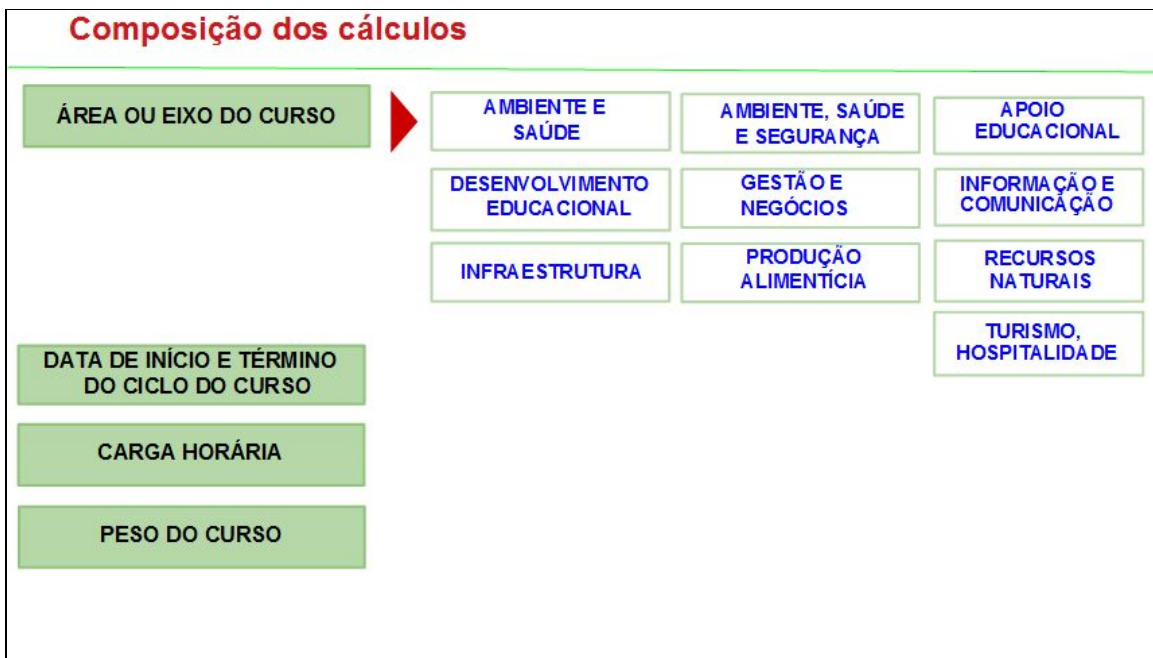 Composição dos cálculos
ÁREA OU EIXO DO CURSO
AMBIENTE E
SAÚDE
AMBIENTE, SAÚDE
E SEGURANÇA
APOIO
EDUCACIONAL
DESENVOLVIMENTO
EDUCACIONAL
GESTÃO E
NEGÓCIOS
INFORMAÇÃO E
COMUNICAÇÃO
INFRAESTRUTURA
PRODUÇÃO
ALIMENTÍCIA
RECURSOS
NATURAIS
TURISMO,
HOSPITALIDADE
DATA DE INÍCIO E TÉRMINO
DO CICLO DO CURSO
CARGA HORÁRIA
PESO DO CURSO